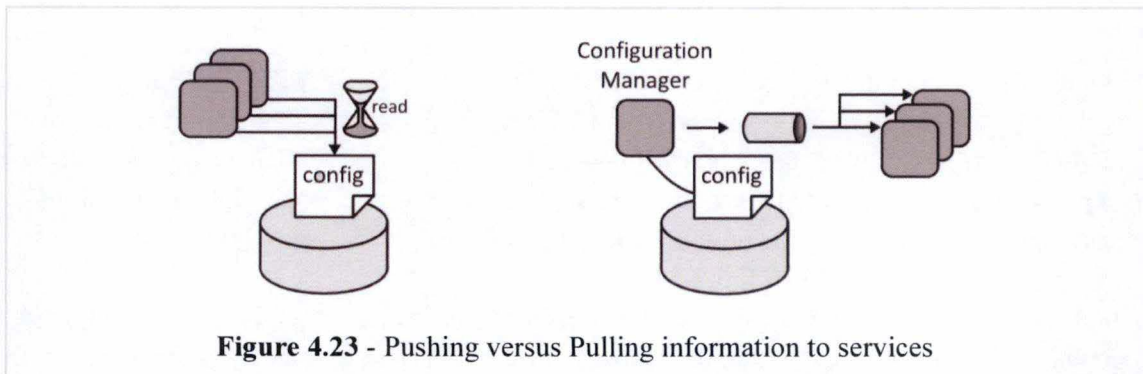 Configuration
Manager
read
config
config
Figure 4.23 - Pushing versus Pulling information to services